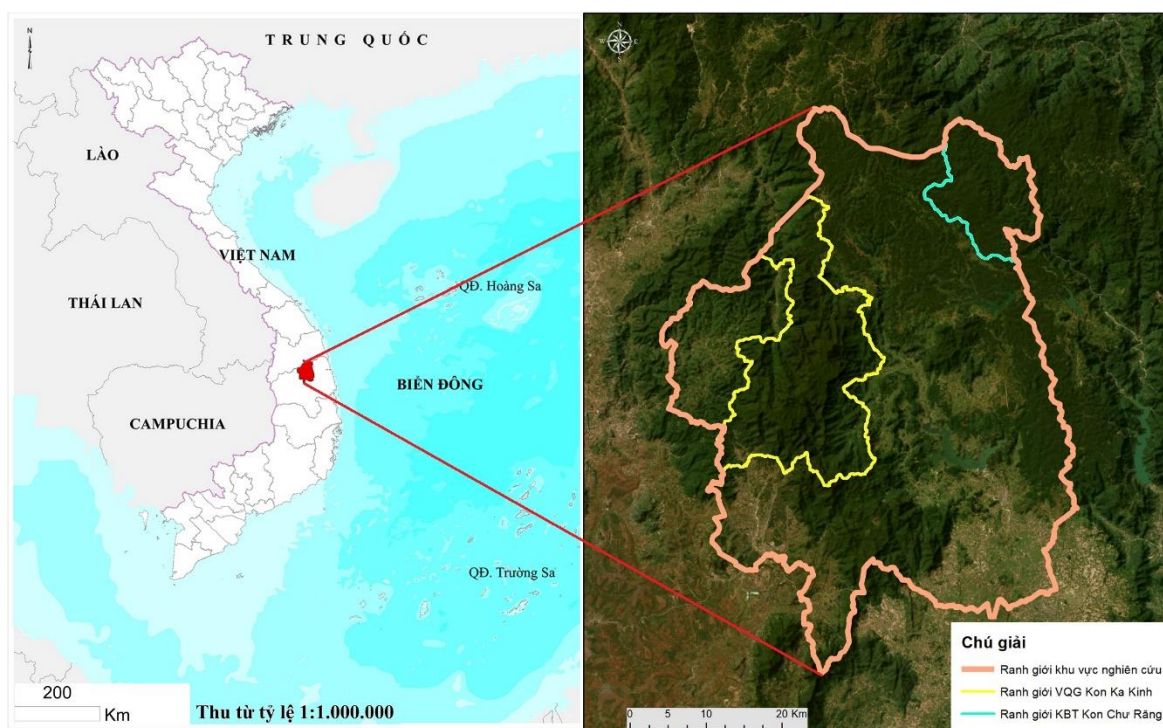 N
TRUNG QUỐC
LÀO
VIỆT NAM
THÁI LAN
QĐ. Hoàng Sa
BIỂN ĐÔNG
CAMPUCHIA
QĐ. Trường Sa
200
Km
Thu từ tỷ lệ 1:1.000.000
N
W E
S
Chú giải
Ranh giới khu vực nghiên cứu
Ranh giới VQG Kon Ka Kinh
Ranh giới KBT Kon Chư Răng
0 5 10 20 Km